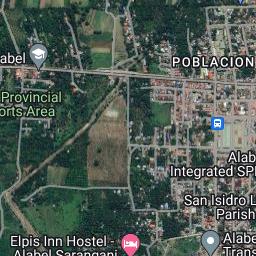 POBLACION
abel
Provincial
orts Area
Alab
Integrated SP
San Isidro L
Parish
Elpis Inn Hostel -
Alabel Sarangani
Alabe
Trans